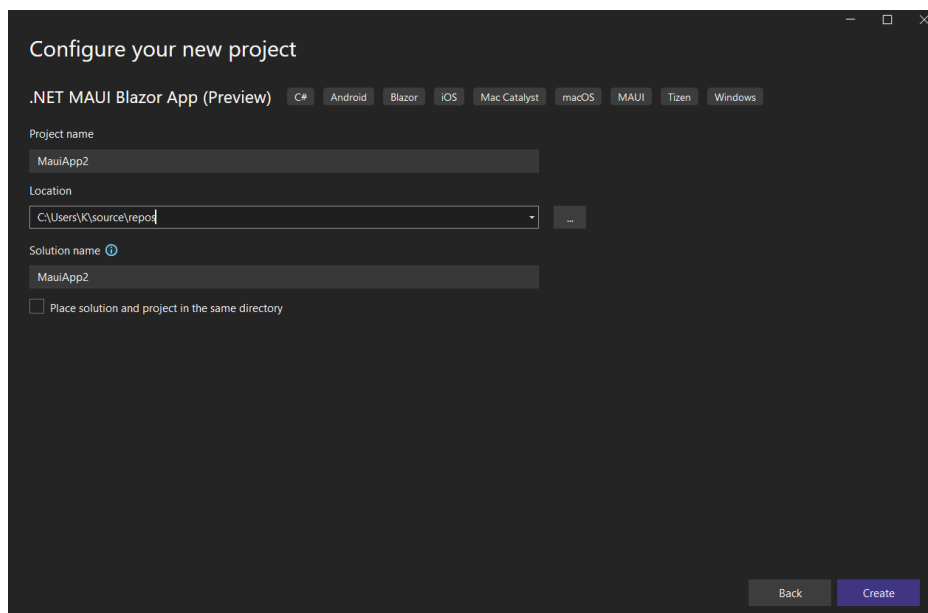 Configure your new project
.NET MAUI Blazor App (Preview) C# Android Blazor iOS Mac Catalyst macOS MAUI Tizen Windows
Project name
MauiApp2
Location
C:\Users\K\source\repos
...
Solution name
MauiApp2
Place solution and project in the same directory
Back Create